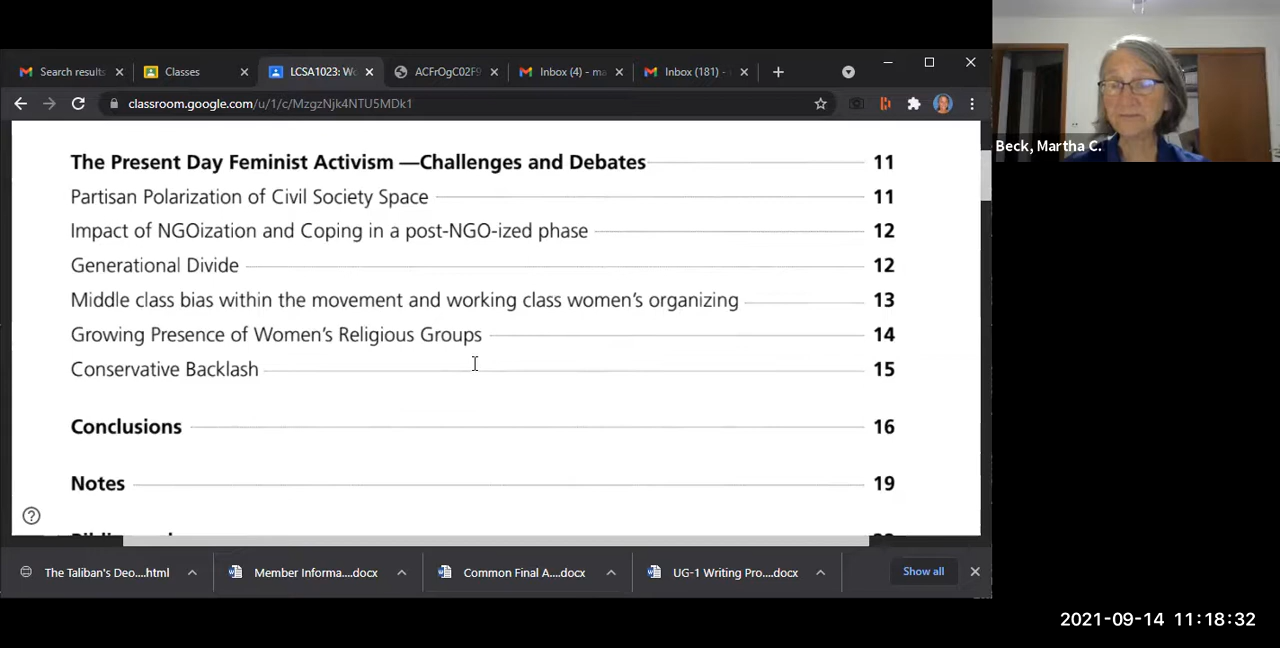 Search results
Classes
LCSA1023: Wo
ACFrOgC02F9
Inbox (4) - ma
Inbox (181) -
classroom.google.com/u/1/c/MzgzNjk4NTU5MDk1
Beck, Martha C.
The Present Day Feminist Activism —Challenges and Debates 11
Partisan Polarization of Civil Society Space 11
Impact of NGOization and Coping in a post-NGO-ized phase 12
Generational Divide 12
Middle class bias within the movement and working class women's organizing 13
Growing Presence of Women's Religious Groups 14
Conservative Backlash 15
Conclusions 16
Notes 19
The Taliban's Deo....html
Member Informa....docx
Common Final A....docx
UG-1 Writing Pro....docx
Show all
2021-09-14 11:18:32